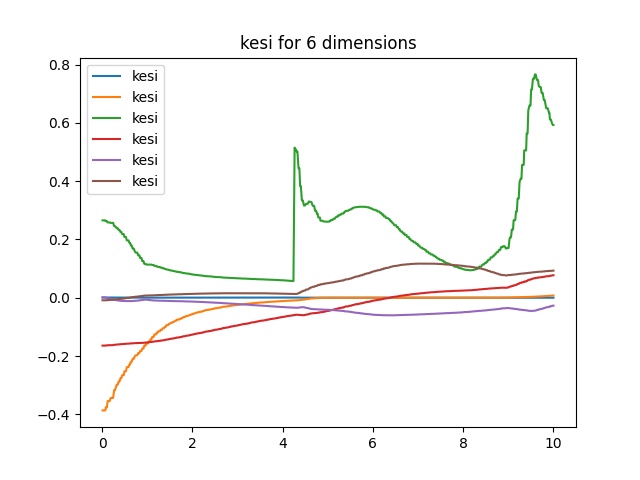 kesi for 6 dimensions
0.8
0.6
0.4
0.2
0.0
−0.2
−0.4
kesi
kesi
kesi
kesi
kesi
kesi
0 2 4 6 8 10